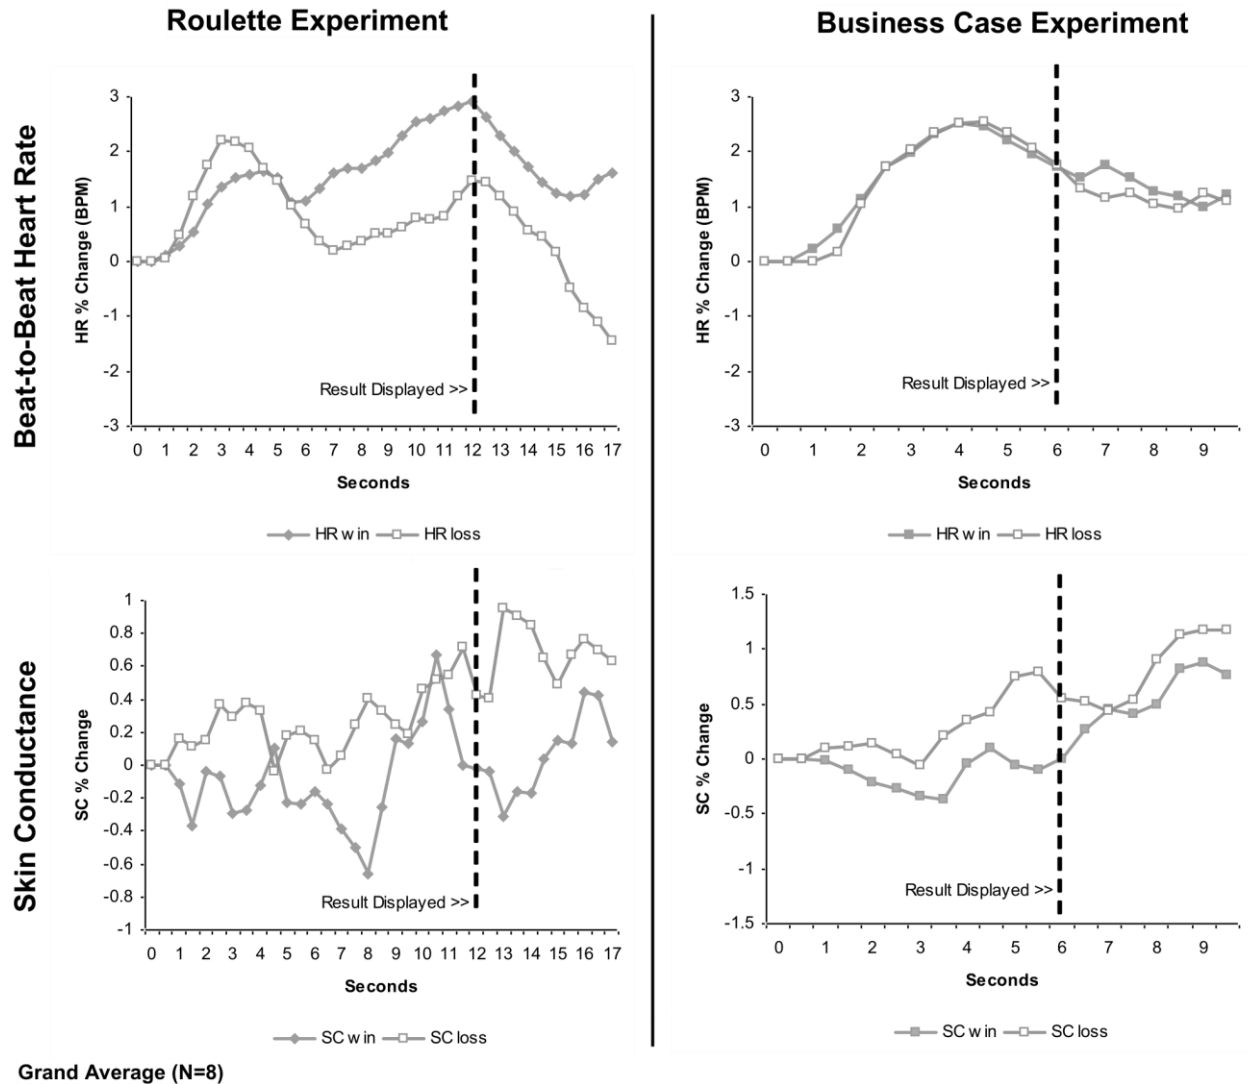 Roulette Experiment
Business Case Experiment
Beat-to-Beat Heart Rate
HR % Change (BPM)
3
2
1
0
-1
-2
-3
Result Displayed >>
0 1 2 3 4 5 6 7 8 9 10 11 12 13 14 15 16 17
Seconds
HR win HR loss
HR % Change (BPM)
3
2
1
0
-1
-2
-3
Result Displayed >>
0 1 2 3 4 5 6 7 8 9
Seconds
HR win HR loss
Skin Conductance
SC % Change
1
0.8
0.6
0.4
0.2
0
-0.2
-0.4
-0.6
-0.8
-1
Result Displayed >>
0 1 2 3 4 5 6 7 8 9 10 11 12 13 14 15 16 17
Seconds
SC win SC loss
SC % Change
1.5
1
0.5
0
-0.5
-1
-1.5
Result Displayed >>
0 1 2 3 4 5 6 7 8 9
Seconds
SC win SC loss
Grand Average (N=8)